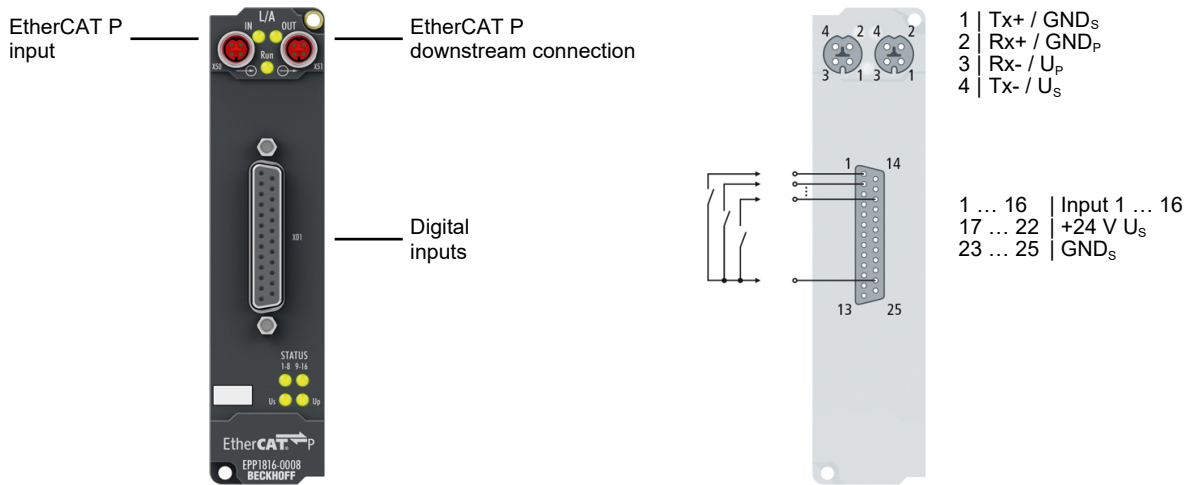 EtherCAT P
input
L/A
IN OUT
Run
X50 X51
EtherCAT P
downstream connection
X01
Digital
inputs
STATUS
1-8 9-16
Us Up
EtherCAT P
EPP1816-0008
BECKHOFF
4 2 4 2
3 1 3 1
1 | Tx+ / GNDS
2 | Rx+ / GNDP
3 | Rx- / UP
4 | Tx- / US
1 14
13 25
1 … 16 | Input 1 … 16
17 … 22 | +24 V US
23 … 25 | GNDS